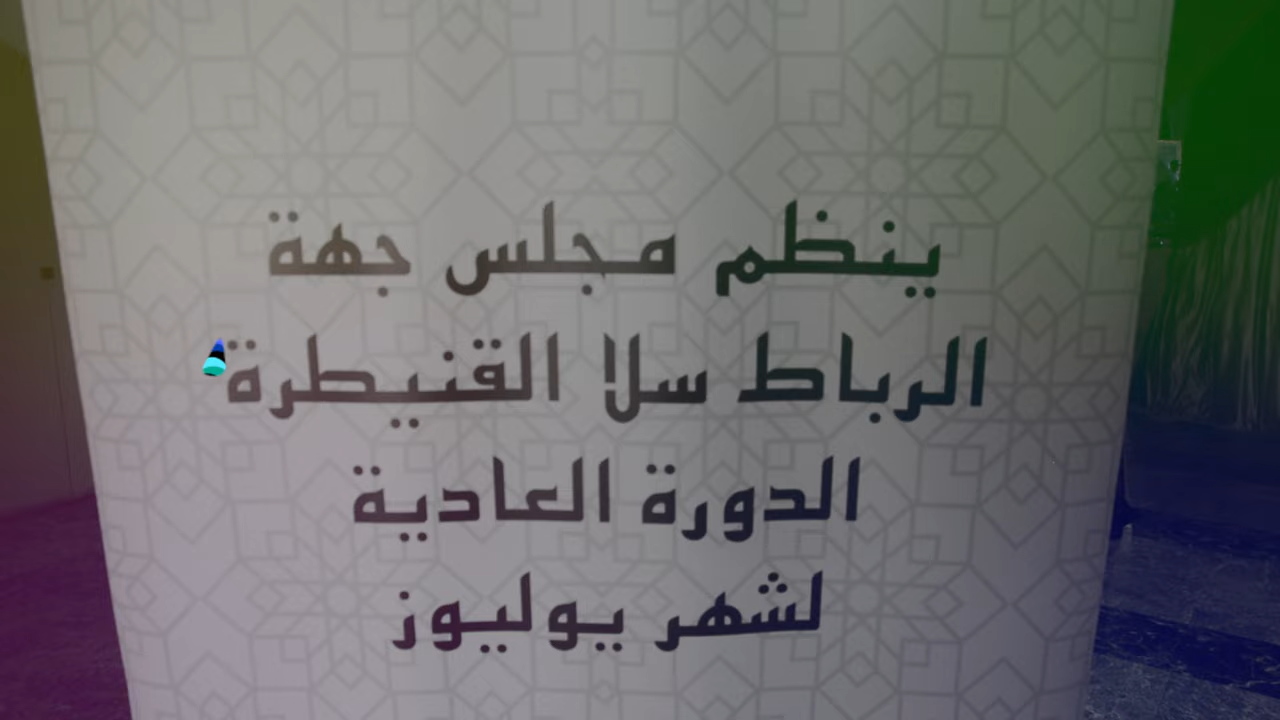 ينظم مجلس جهة
الرباط سلا القنيطرة
الدورة العادية
لشهر يوليوز